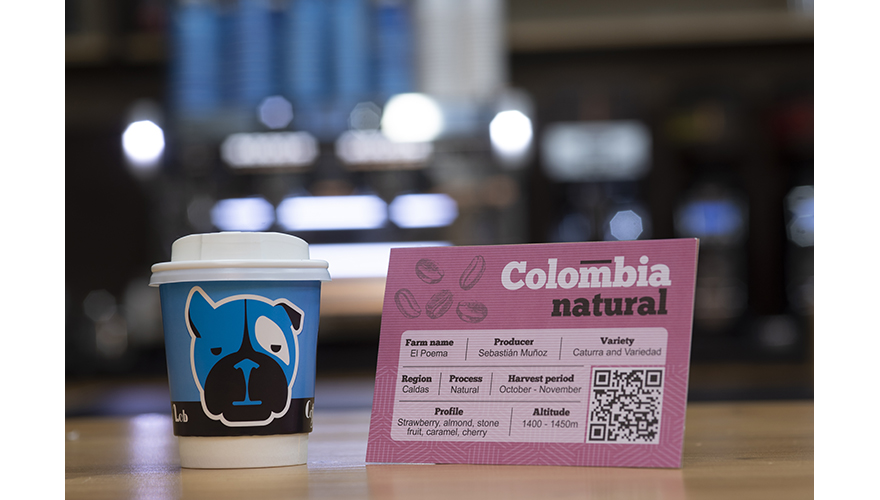 Colombia
natural
Farm name
El Poema
Producer
Sebastián Muñoz
Variety
Caturra and Variedad
Region
Caldas
Process
Natural
Harvest period
October - November
Profile
Strawberry, almond, stone
fruit, caramel, cherry
Altitude
1400 - 1450m
Lab